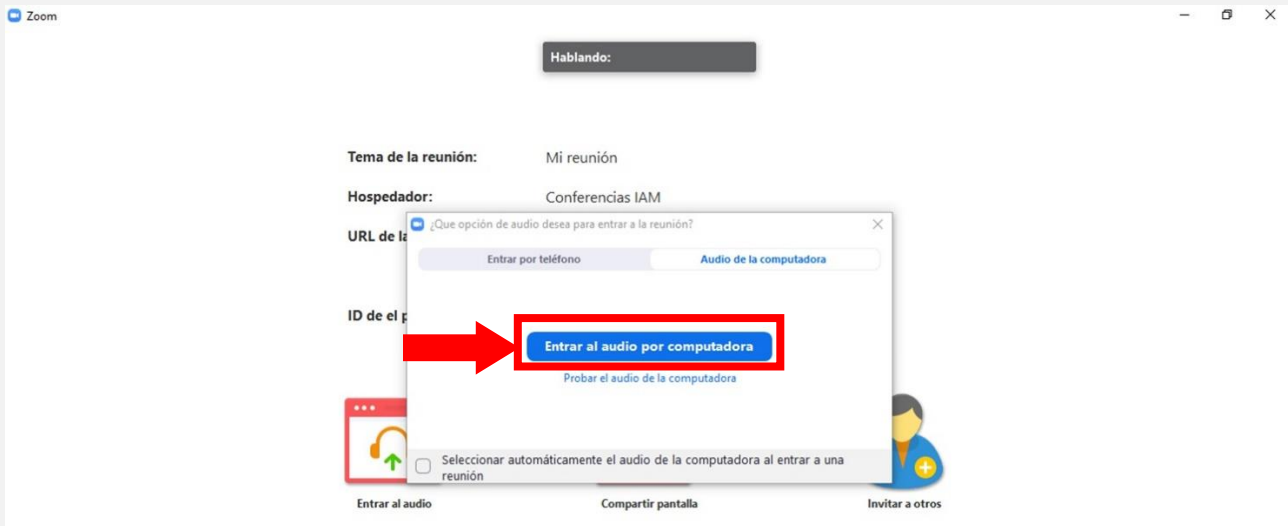 Zoom
Hablando:
Tema de la reunión:
Mi reunión
Hospedador:
Conferencias IAM
URL de la
¿Que opción de audio desea para entrar a la reunión?
Entrar por teléfono
Audio de la computadora
ID de el p
Entrar al audio por computadora
Probar el audio de la computadora
Seleccionar automáticamente el audio de la computadora al entrar a una
reunión
Entrar al audio
Compartir pantalla
Invitar a otros